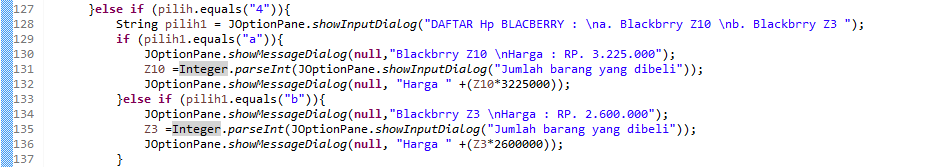 127 }else if (pilih.equals("4")){
128 String pilih1 = JOptionPane.showInputDialog("DAFTAR Hp BLACBERRY : \na. Blackbrry Z10 \nb. Blackbrry Z3 ");
129 if (pilih1.equals("a")){
130 JOptionPane.showMessageDialog(null,"Blackbrry Z10 \nHarga : RP. 3.225.000");
131 Z10 =Integer.parseInt(JOptionPane.showInputDialog("Jumlah barang yang dibeli"));
132 JOptionPane.showMessageDialog(null, "Harga " +(Z10*3225000));
133 }else if (pilih1.equals("b")){
134 JOptionPane.showMessageDialog(null,"Blackbrry Z3 \nHarga : RP. 2.600.000");
135 Z3 =Integer.parseInt(JOptionPane.showInputDialog("Jumlah barang yang dibeli"));
136 JOptionPane.showMessageDialog(null, "Harga " +(Z3*2600000));
137 }